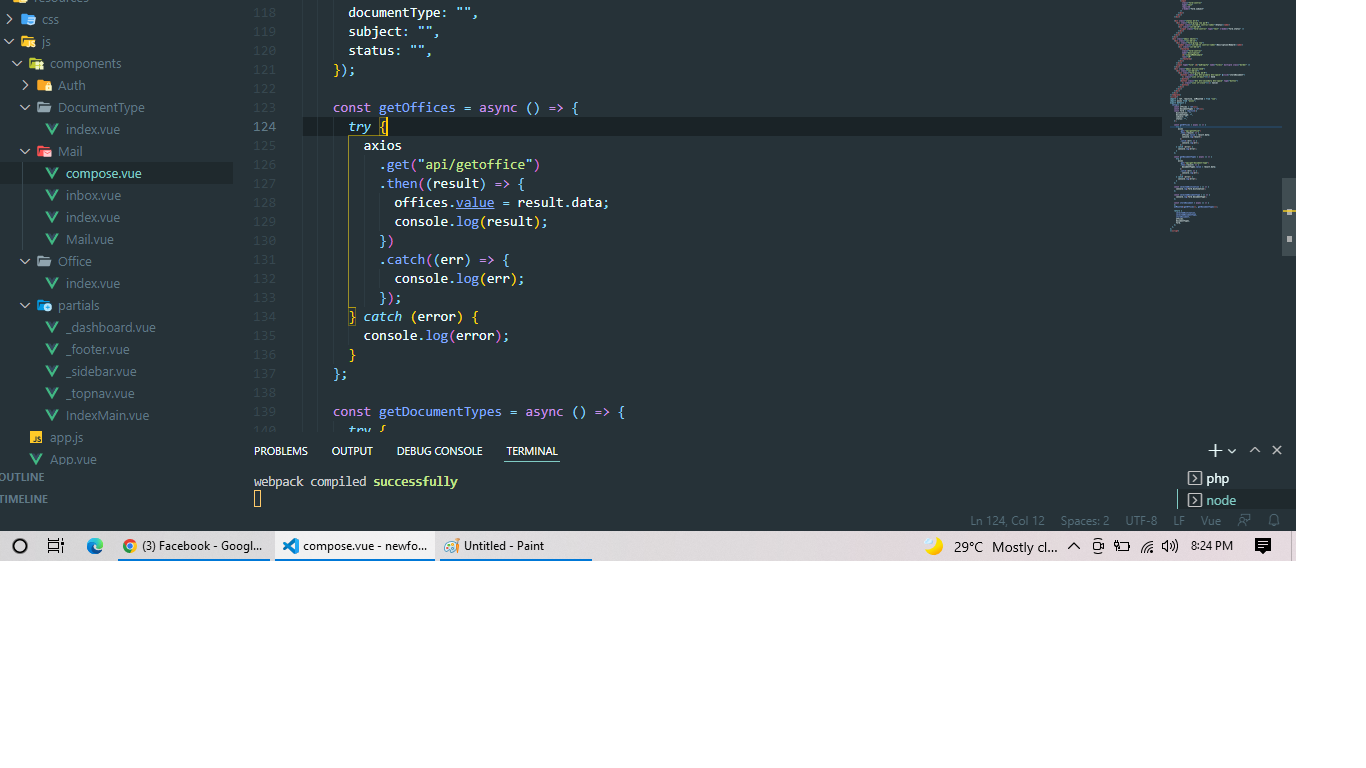 resources
css
js
components
Auth
DocumentType
index.vue
Mail
compose.vue
inbox.vue
index.vue
Mail.vue
Office
index.vue
partials
_dashboard.vue
_footer.vue
_sidebar.vue
_topnav.vue
IndexMain.vue
app.js
App.vue
OUTLINE
TIMELINE
118 documentType: "",
119 subject: "",
120 status: "",
121 });
122
123 const getOffices = async () => {
124 try {
125 axios
126 .get("api/getoffice")
127 .then((result) => {
128 offices.value = result.data;
129 console.log(result);
130 })
131 .catch((err) => {
132 console.log(err);
133 });
134 } catch (error) {
135 console.log(error);
136 }
137 };
138
139 const getDocumentTypes = async () => {
140 try {
PROBLEMS OUTPUT DEBUG CONSOLE TERMINAL
webpack compiled successfully
php
node
Ln 124, Col 12 Spaces: 2 UTF-8 LF Vue
(3) Facebook - Googl... compose.vue - newfo... Untitled - Paint 29°C Mostly cl... 8:24 PM